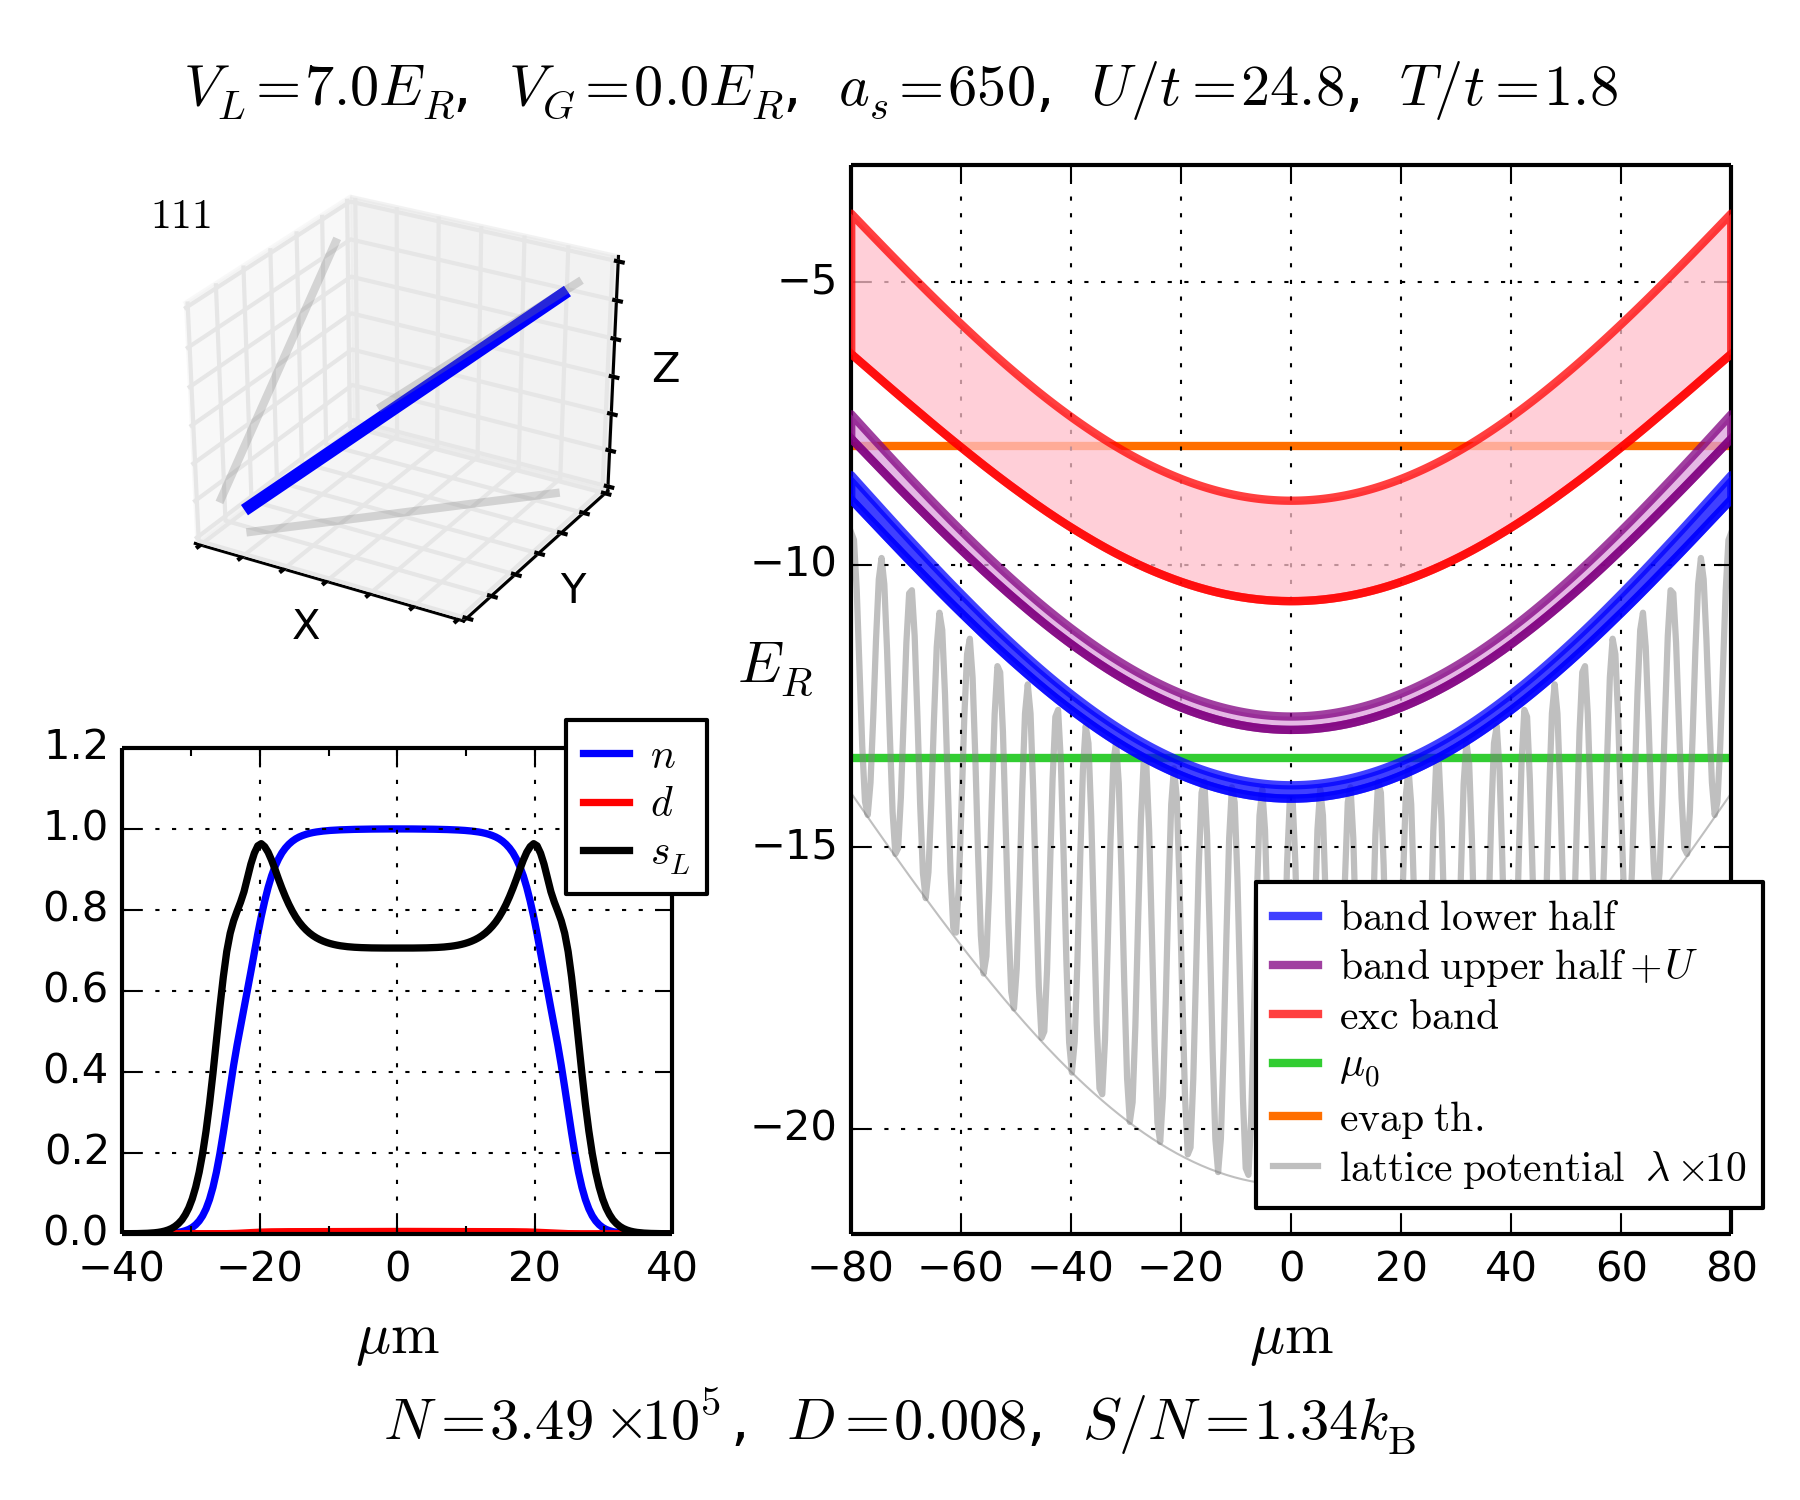 V_L=7.0E_R, V_G=0.0E_R, a_s=650, U/t=24.8, T/t=1.8
111
X
Y
Z
1.2
1.0
0.8
0.6
0.4
0.2
0.0
−40 −20 0 20 40
μm
n
d
s_L
−5
−10
−15
−20
E_R
−80 −60 −40 −20 0 20 40 60 80
μm
band lower half
band upper half +U
exc band
μ_0
evap th.
lattice potential λ×10
N=3.49×10^5, D=0.008, S/N=1.34k_B